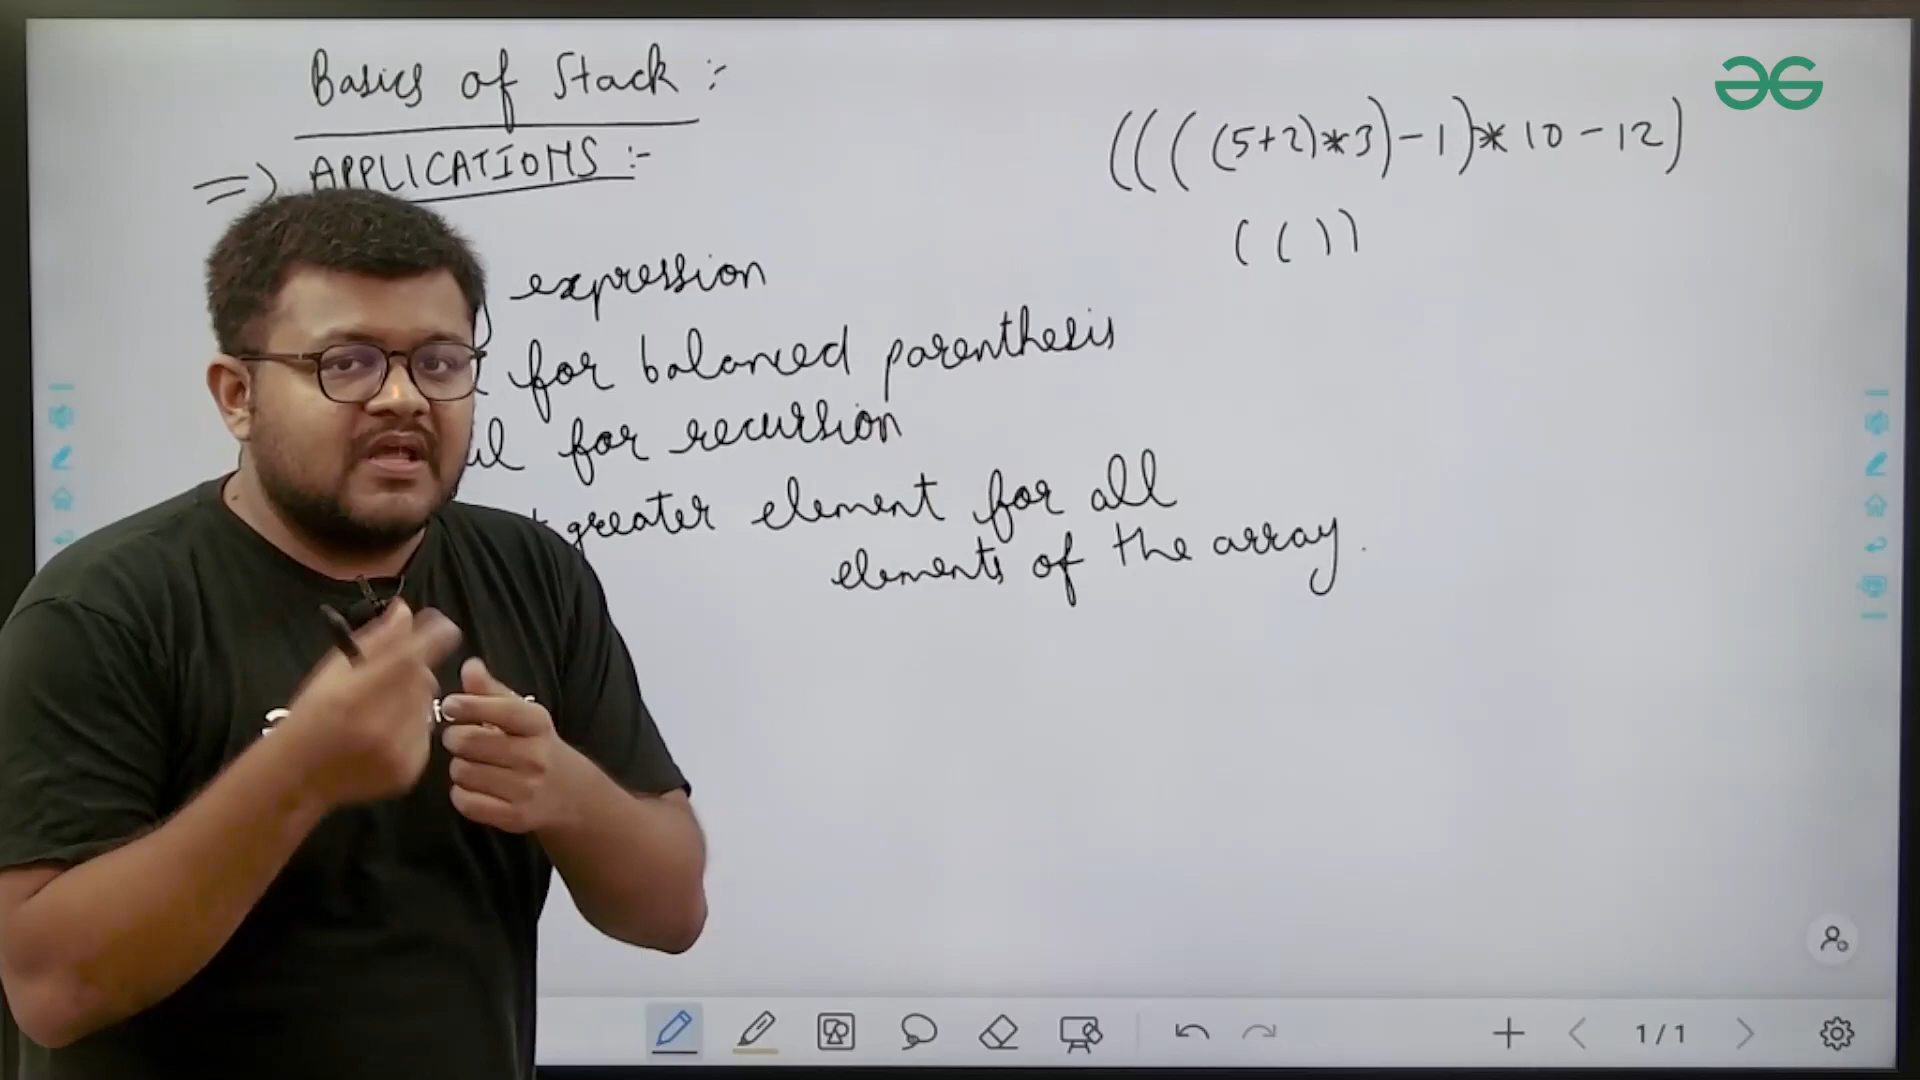 Basics of Stack :-
=> APPLICATIONS :-
expression
for balanced parenthesis
for recursion
greater element for all
elements of the array.
((((5+2)*3)-1)*10-12)
(())
1/1